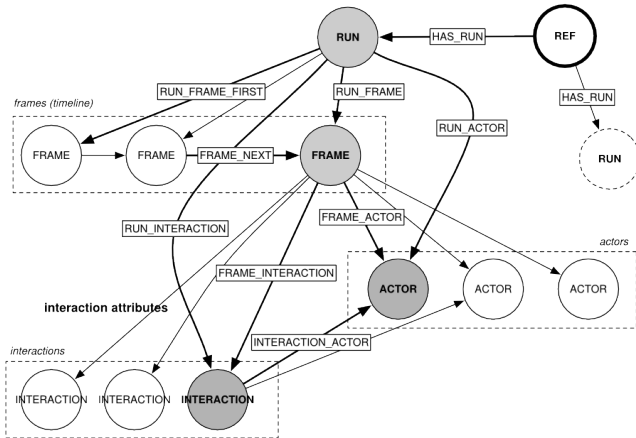 RUN
HAS_RUN
REF
RUN_FRAME_FIRST
RUN_FRAME
HAS_RUN
frames (timeline)
RUN_ACTOR
FRAME
FRAME
FRAME_NEXT
FRAME
RUN
FRAME_ACTOR
RUN_INTERACTION
actors
FRAME_INTERACTION
ACTOR
ACTOR
ACTOR
interaction attributes
INTERACTION_ACTOR
interactions
INTERACTION
INTERACTION
INTERACTION